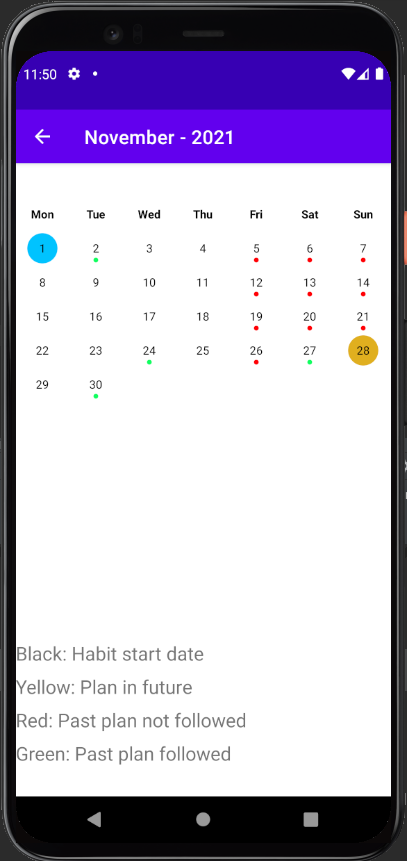 11:50
November - 2021
Mon Tue Wed Thu Fri Sat Sun
1 2 3 4 5 6 7
8 9 10 11 12 13 14
15 16 17 18 19 20 21
22 23 24 25 26 27 28
29 30
Black: Habit start date
Yellow: Plan in future
Red: Past plan not followed
Green: Past plan followed